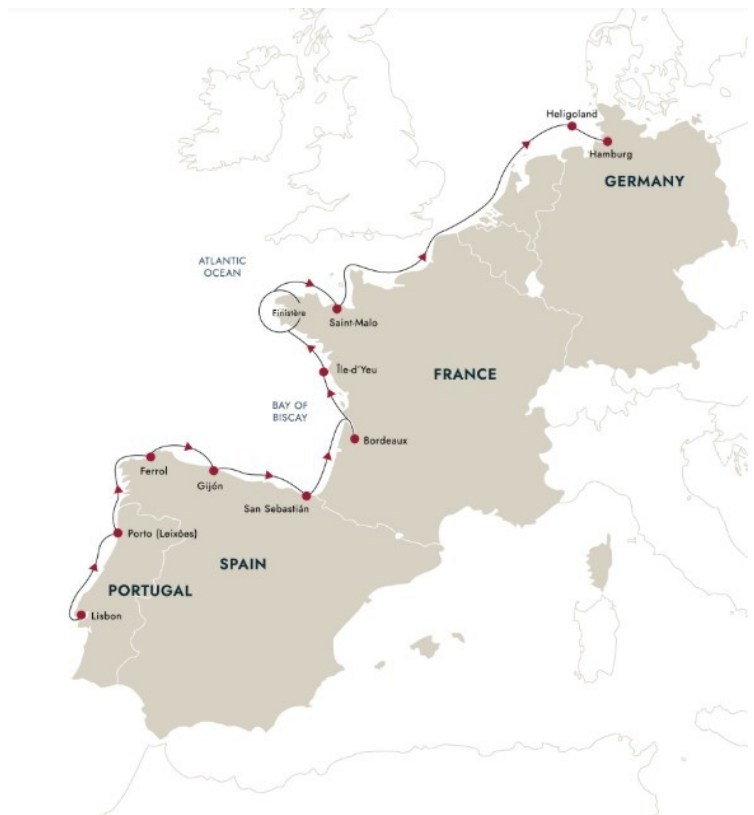 Heligoland
Hamburg
GERMANY
ATLANTIC
OCEAN
Finistère
Saint-Malo
Île-d'Yeu
FRANCE
BAY OF
BISCAY
Bordeaux
Ferrol
Gijón
San Sebastián
Porto (Leixões)
SPAIN
PORTUGAL
Lisbon